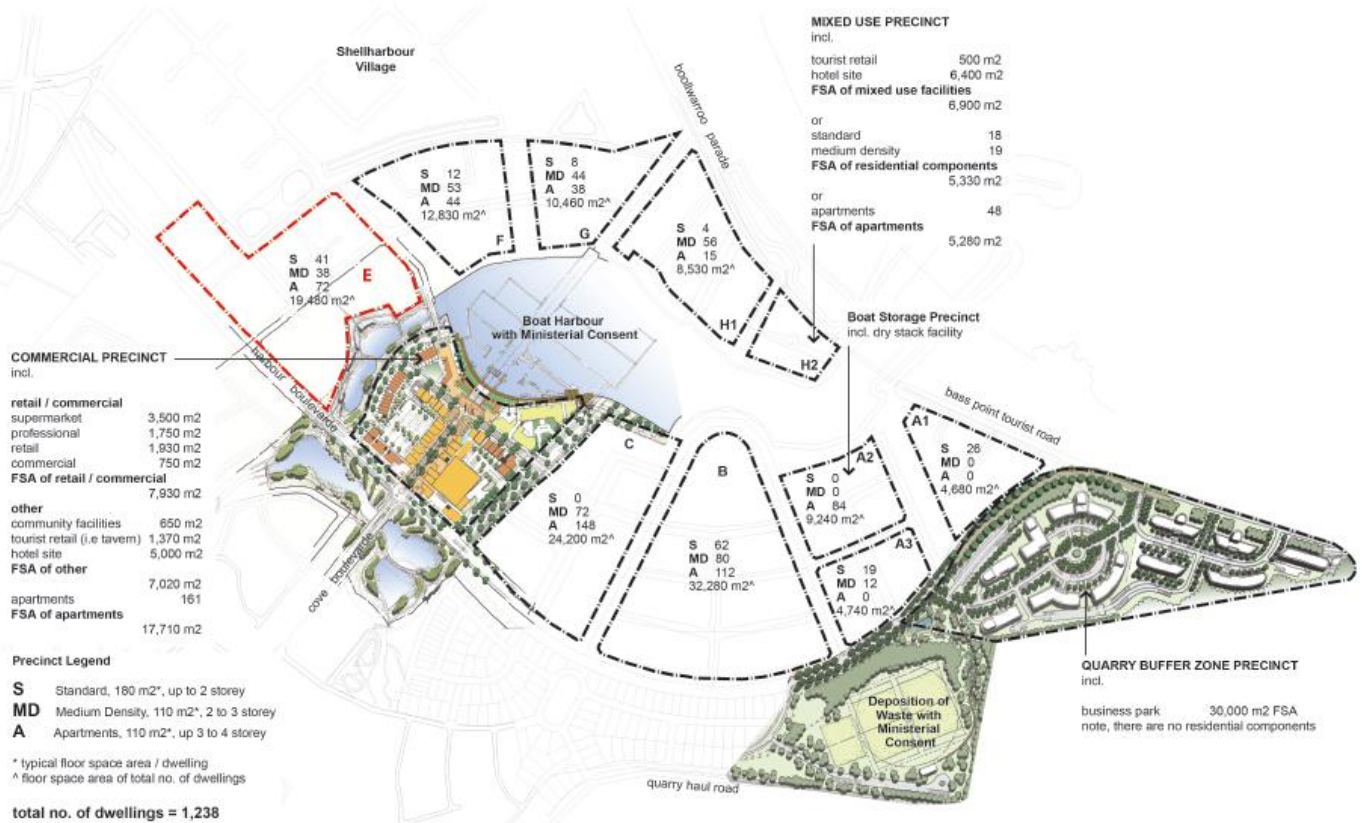 Shellharbour
Village
boollwarroo parade
MIXED USE PRECINCT
incl.
tourist retail 500 m2
hotel site 6,400 m2
FSA of mixed use facilities
6,900 m2
or
standard 18
medium density 19
FSA of residential components
5,330 m2
or
apartments 48
FSA of apartments
5,280 m2
S 12
MD 53
A 44
12,830 m2^
F
S 8
MD 44
A 38
10,460 m2^
G
S 4
MD 56
A 15
8,530 m2^
H1
H2
S 41
MD 38
A 72
19,480 m2^
E
Boat Harbour
with Ministerial Consent
Boat Storage Precinct
incl. dry stack facility
COMMERCIAL PRECINCT
incl.
retail / commercial
supermarket 3,500 m2
professional 1,750 m2
retail 1,930 m2
commercial 750 m2
FSA of retail / commercial
7,930 m2
other
community facilities 650 m2
tourist retail (i.e tavern) 1,370 m2
hotel site 5,000 m2
FSA of other
7,020 m2
apartments 161
FSA of apartments
17,710 m2
harbour boulevarde
cove boulevarde
bass point tourist road
C
S 0
MD 72
A 148
24,200 m2^
B
S 62
MD 80
A 112
32,280 m2^
A2
S 0
MD 0
A 84
9,240 m2^
A1
S 26
MD 0
A 0
4,680 m2^
A3
S 19
MD 12
A 0
4,740 m2^
QUARRY BUFFER ZONE PRECINCT
incl.
business park 30,000 m2 FSA
note, there are no residential components
Deposition of
Waste with
Ministerial
Consent
quarry haul road
Precinct Legend
S Standard, 180 m2*, up to 2 storey
MD Medium Density, 110 m2*, 2 to 3 storey
A Apartments, 110 m2*, up 3 to 4 storey
* typical floor space area / dwelling
^ floor space area of total no. of dwellings
total no. of dwellings = 1,238